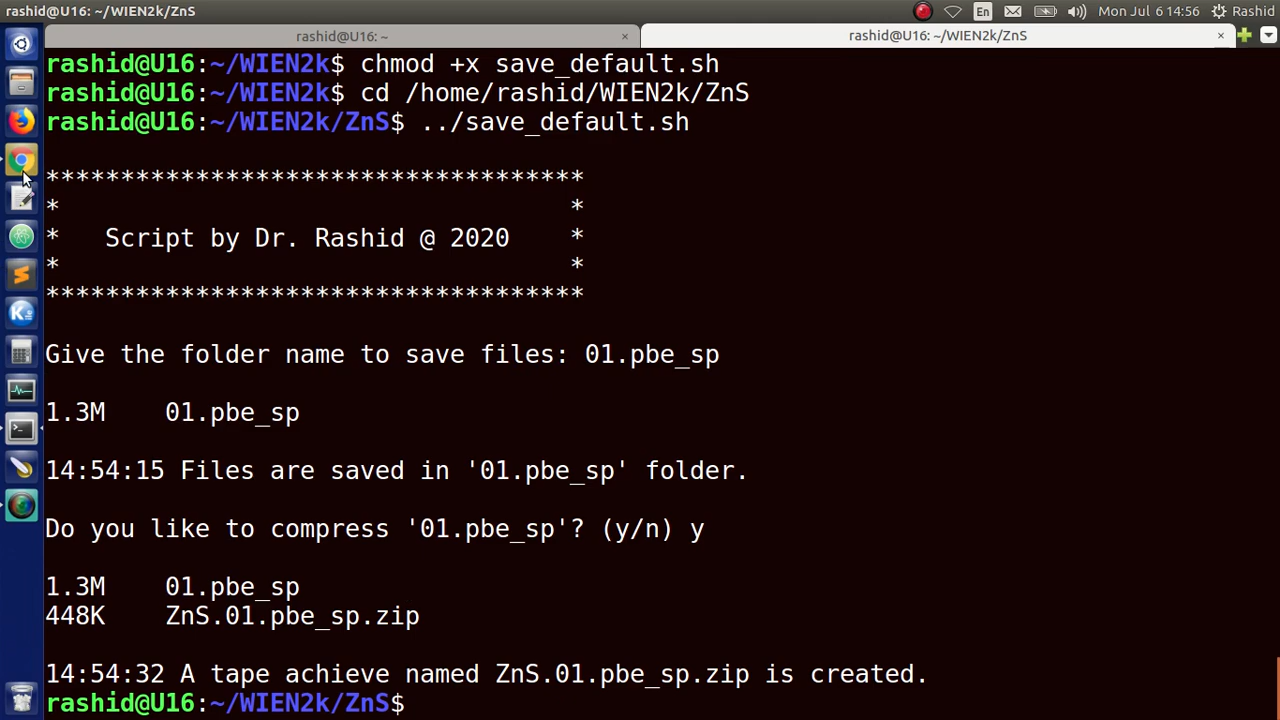 rashid@U16: ~/WIEN2k/ZnS
En
Mon Jul 6 14:56
Rashid
rashid@U16: ~
×
rashid@U16: ~/WIEN2k/ZnS
×
rashid@U16:~/WIEN2k$ chmod +x save_default.sh
rashid@U16:~/WIEN2k$ cd /home/rashid/WIEN2k/ZnS
rashid@U16:~/WIEN2k/ZnS$ ../save_default.sh
************************************
* *
* Script by Dr. Rashid @ 2020 *
* *
************************************
Give the folder name to save files: 01.pbe_sp
1.3M 01.pbe_sp
14:54:15 Files are saved in '01.pbe_sp' folder.
Do you like to compress '01.pbe_sp'? (y/n) y
1.3M 01.pbe_sp
448K ZnS.01.pbe_sp.zip
14:54:32 A tape achieve named ZnS.01.pbe_sp.zip is created.
rashid@U16:~/WIEN2k/ZnS$